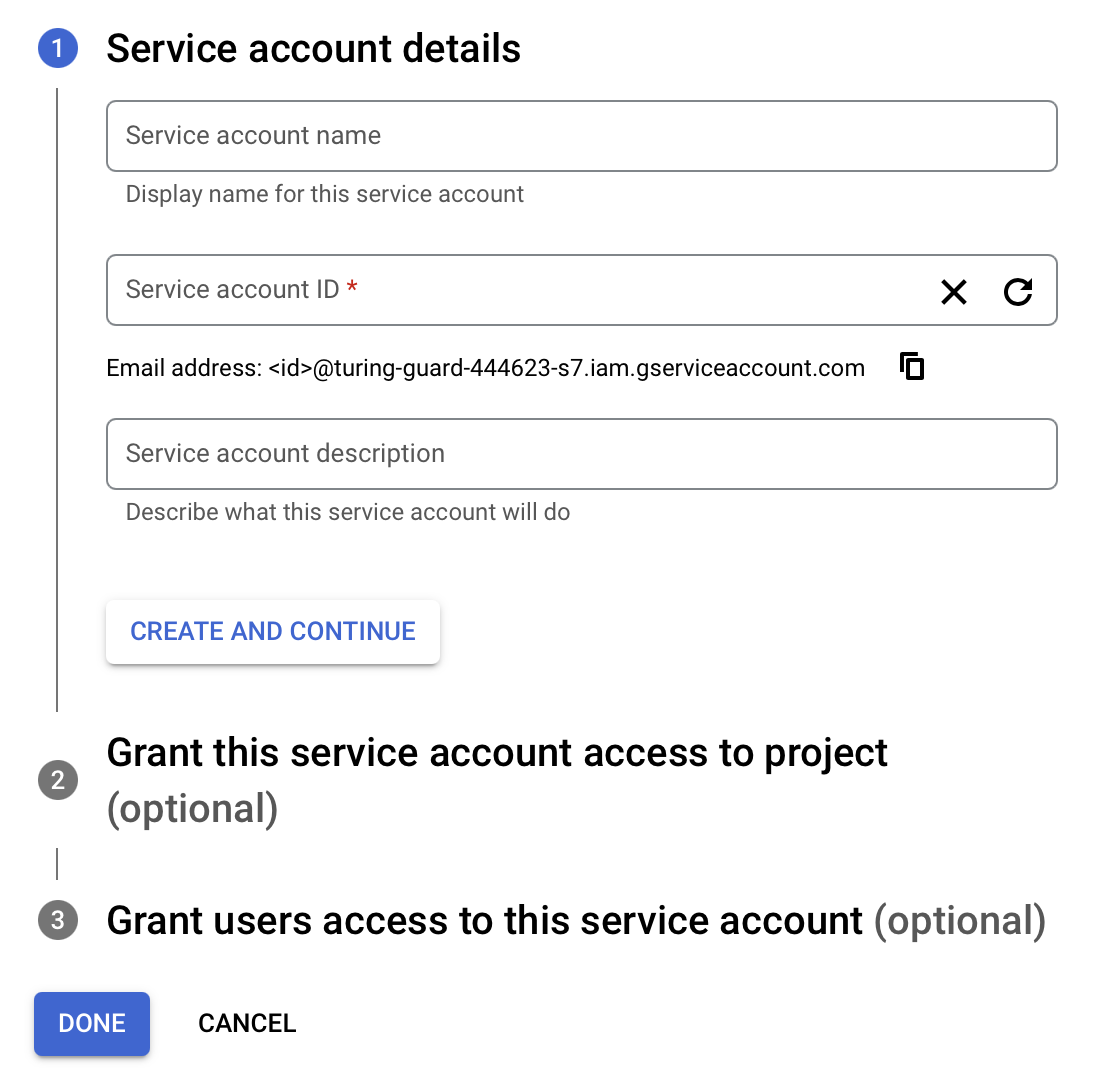 1 Service account details
Service account name
Display name for this service account
Service account ID *
Email address: <id>@turing-guard-444623-s7.iam.gserviceaccount.com
Service account description
Describe what this service account will do
CREATE AND CONTINUE
2 Grant this service account access to project
(optional)
3 Grant users access to this service account (optional)
DONE CANCEL